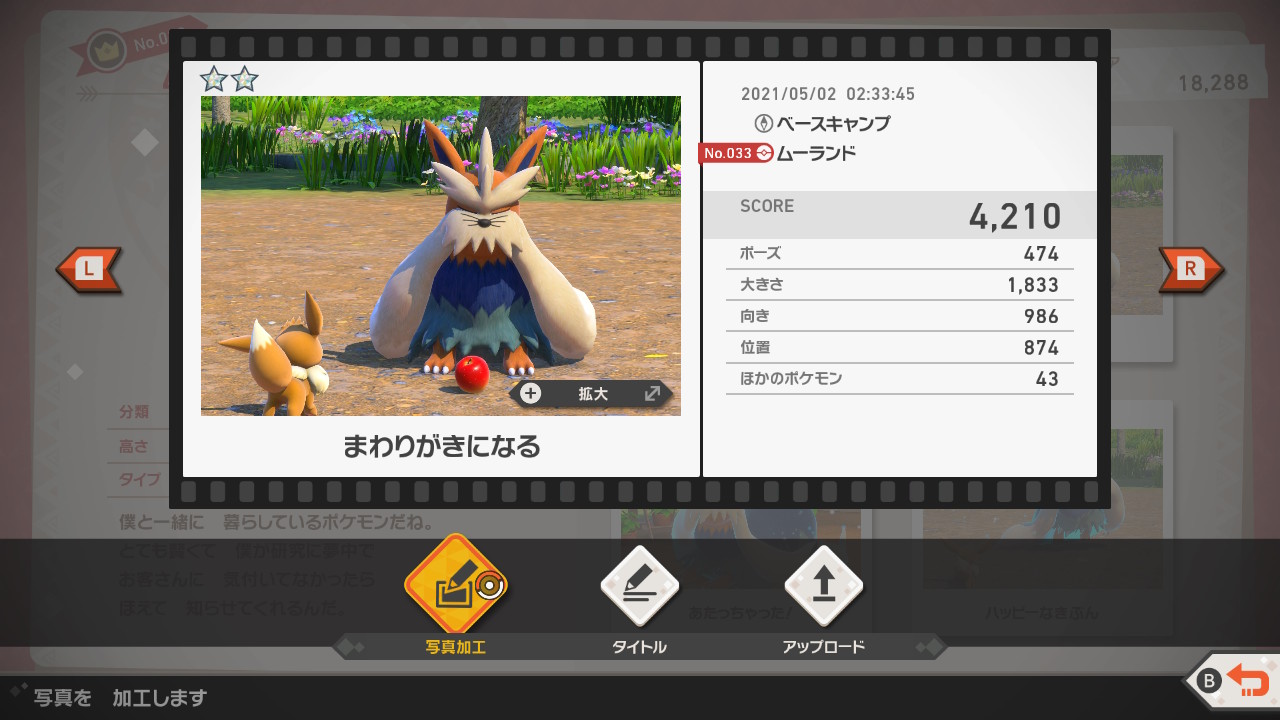 No.0
18,288
2021/05/02 02:33:45
ベースキャンプ
No.033 ムーランド
SCORE 4,210
ポーズ 474
大きさ 1,833
向き 986
位置 874
ほかのポケモン 43
L
R
+ 拡大
まわりがきになる
分類
高さ
タイプ
僕と一緒に 暮らしているポケモンだね。
とても賢くて 僕が研究に夢中で
お客さんに 気付いてなかったら
ほえて 知らせてくれるんだ。
あたっちゃった!
ハッピーなきぶん
写真加工
タイトル
アップロード
写真を 加工します
B